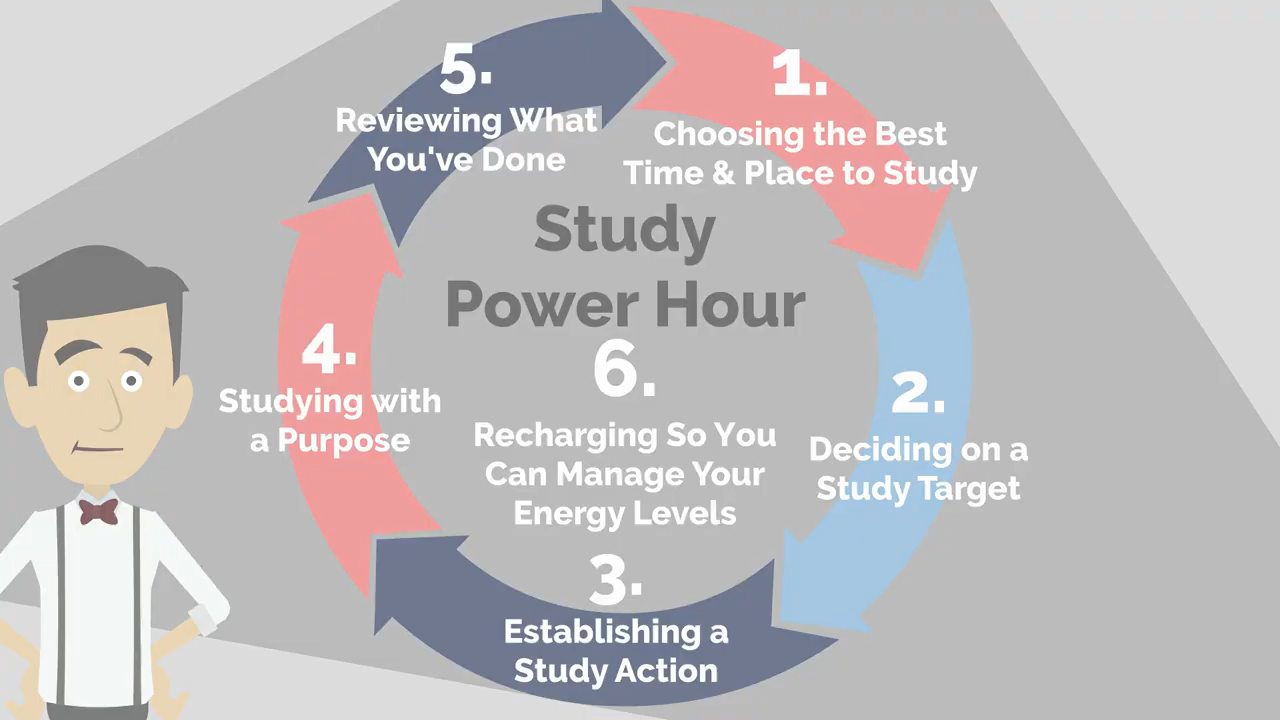 Study
Power Hour
1.
Choosing the Best
Time & Place to Study
2.
Deciding on a
Study Target
3.
Establishing a
Study Action
4.
Studying with
a Purpose
5.
Reviewing What
You've Done
6.
Recharging So You
Can Manage Your
Energy Levels